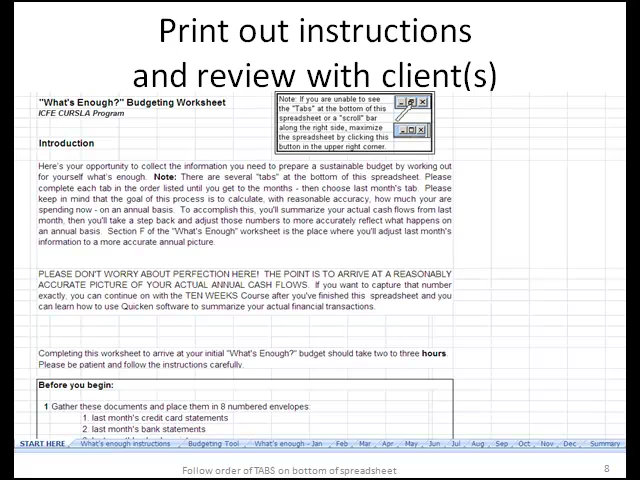 Print out instructions
and review with client(s)
"What's Enough?" Budgeting Worksheet
ICFE CURSLA Program
Note: If you are unable to see
the "Tabs" at the bottom of this
spreadsheet or a "scroll" bar
along the right side, maximize
the spreadsheet by clicking this
button in the upper right corner.
Introduction
Here's your opportunity to collect the information you need to prepare a sustainable budget by working out
for yourself what's enough. Note: There are several "tabs" at the bottom of this spreadsheet. Please
complete each tab in the order listed until you get to the months - then choose last month's tab. Please
keep in mind that the goal of this process is to calculate, with reasonable accuracy, how much your are
spending now - on an annual basis. To accomplish this, you'll summarize your actual cash flows from last
month, then you'll take a step back and adjust those numbers to more accurately reflect what happens on
an annual basis. Section F of the "What's Enough" worksheet is the place where you'll adjust last month's
information to a more accurate annual picture.
PLEASE DON'T WORRY ABOUT PERFECTION HERE! THE POINT IS TO ARRIVE AT A REASONABLY
ACCURATE PICTURE OF YOUR ACTUAL ANNUAL CASH FLOWS. If you want to capture that number
exactly, you can continue on with the TEN WEEKS Course after you've finished this spreadsheet and you
can learn how to use Quicken software to summarize your actual financial transactions.
Completing this worksheet to arrive at your initial "What's Enough?" budget should take two to three hours.
Please be patient and follow the instructions carefully.
Before you begin:
1 Gather these documents and place them in 8 numbered envelopes:
1. last month's credit card statements
2. last month's bank statements
START HERE What's enough instructions Budgeting Tool What's enough - Jan Feb Mar Apr May Jun Jul Aug Sep Oct Nov Dec Summary
Follow order of TABS on bottom of spreadsheet
8